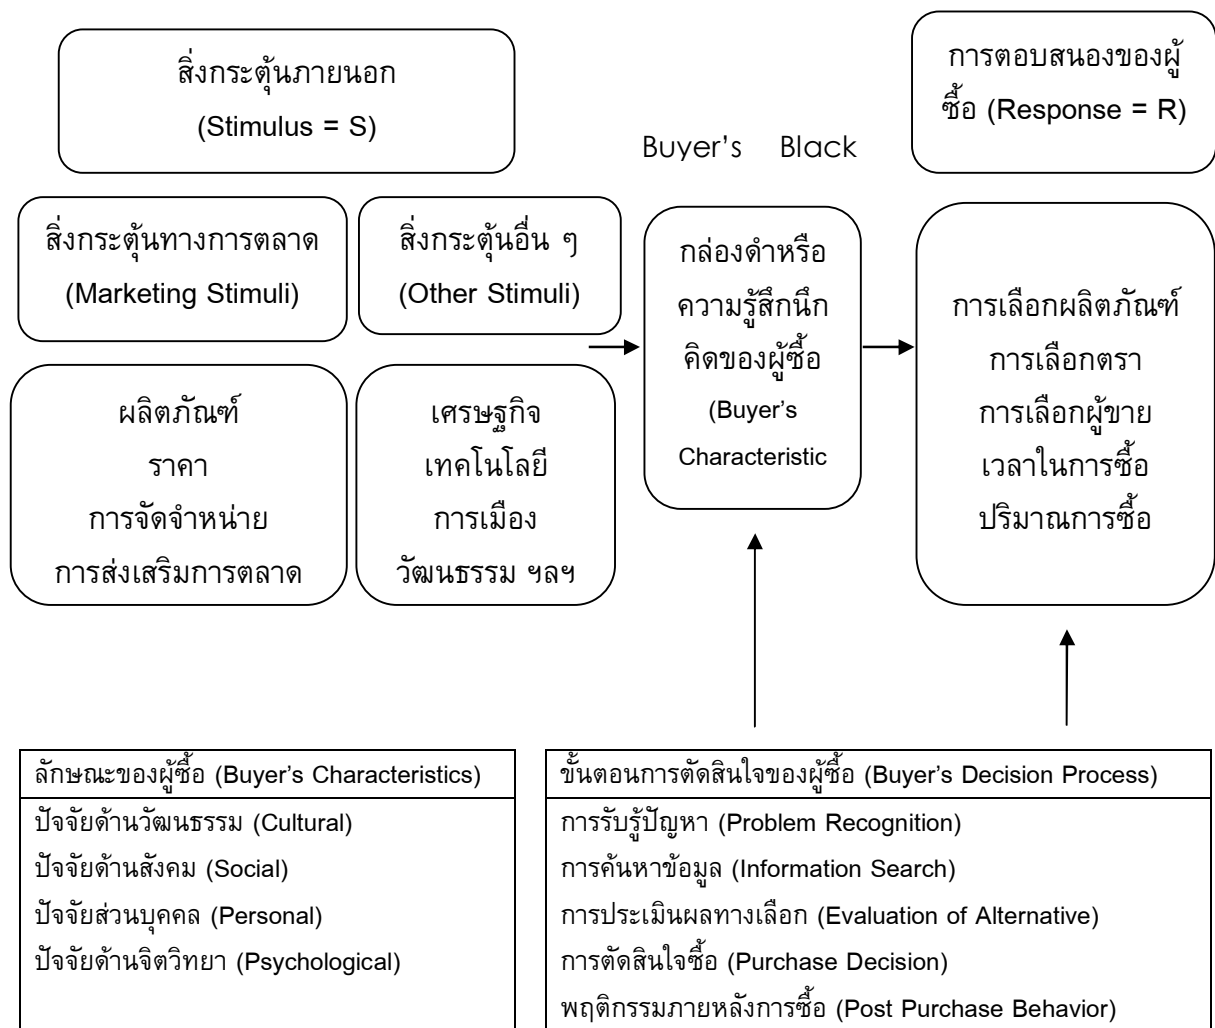 สิ่งกระตุ้นภายนอก
(Stimulus = S)
การตอบสนองของผู้
ซื้อ (Response = R)
Buyer’s Black
สิ่งกระตุ้นทางการตลาด
(Marketing Stimuli)
สิ่งกระตุ้นอื่น ๆ
(Other Stimuli)
ผลิตภัณฑ์
ราคา
การจัดจำหน่าย
การส่งเสริมการตลาด
เศรษฐกิจ
เทคโนโลยี
การเมือง
วัฒนธรรม ฯลฯ
กล่องดำหรือ
ความรู้สึกนึก
คิดของผู้ซื้อ
(Buyer’s
Characteristic
การเลือกผลิตภัณฑ์
การเลือกตรา
การเลือกผู้ขาย
เวลาในการซื้อ
ปริมาณการซื้อ
ลักษณะของผู้ซื้อ (Buyer’s Characteristics)
ปัจจัยด้านวัฒนธรรม (Cultural)
ปัจจัยด้านสังคม (Social)
ปัจจัยส่วนบุคคล (Personal)
ปัจจัยด้านจิตวิทยา (Psychological)
ขั้นตอนการตัดสินใจของผู้ซื้อ (Buyer’s Decision Process)
การรับรู้ปัญหา (Problem Recognition)
การค้นหาข้อมูล (Information Search)
การประเมินผลทางเลือก (Evaluation of Alternative)
การตัดสินใจซื้อ (Purchase Decision)
พฤติกรรมภายหลังการซื้อ (Post Purchase Behavior)